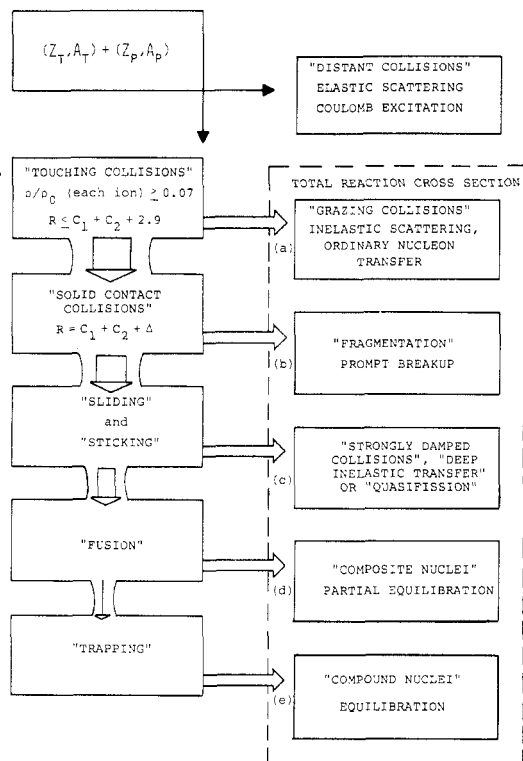 (Z_T,A_T) + (Z_P,A_P)
"DISTANT COLLISIONS"
ELASTIC SCATTERING
COULOMB EXCITATION
"TOUCHING COLLISIONS"
ρ/ρ_0 (each ion) ≥ 0.07
R ≤ C_1 + C_2 + 2.9
TOTAL REACTION CROSS SECTION
(a)
"GRAZING COLLISIONS"
INELASTIC SCATTERING,
ORDINARY NUCLEON
TRANSFER
"SOLID CONTACT
COLLISIONS"
R = C_1 + C_2 + Δ
(b)
"FRAGMENTATION"
PROMPT BREAKUP
"SLIDING"
and
"STICKING"
(c)
"STRONGLY DAMPED
COLLISIONS", "DEEP
INELASTIC TRANSFER"
OR "QUASIFISSION"
"FUSION"
(d)
"COMPOSITE NUCLEI"
PARTIAL EQUILIBRATION
"TRAPPING"
(e)
"COMPOUND NUCLEI"
EQUILIBRATION